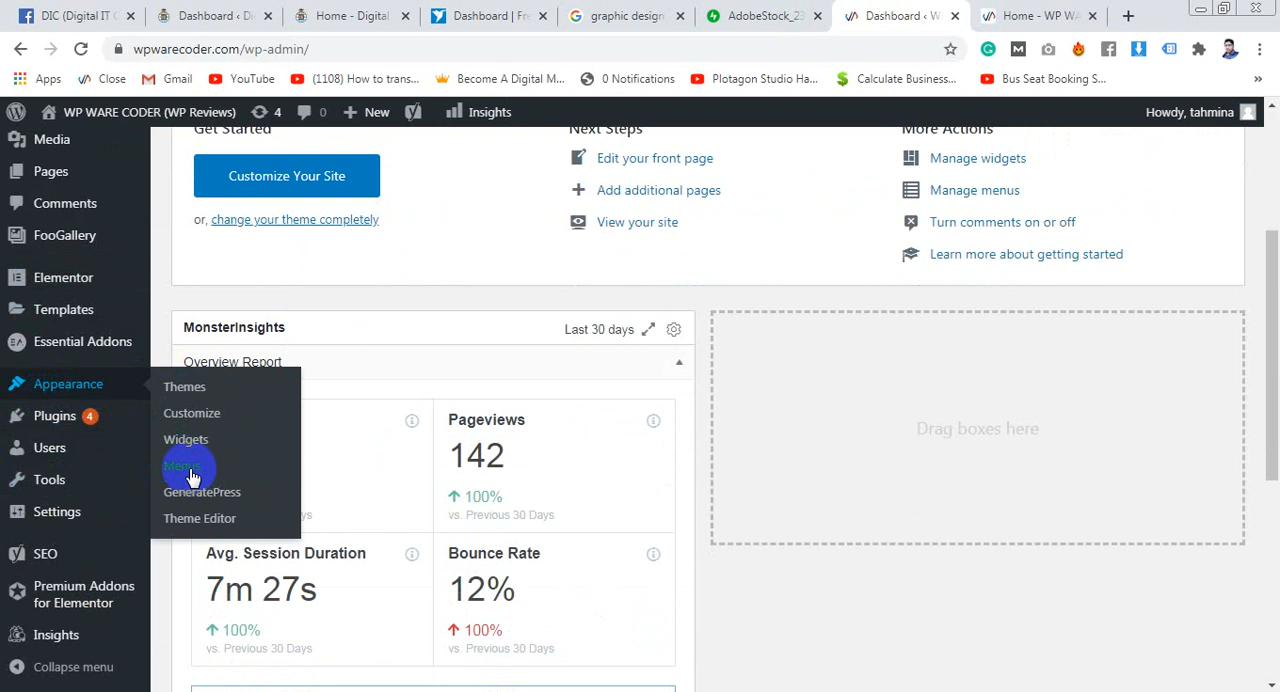 DIC (Digital IT C
Dashboard ‹ Di
Home - Digital
Dashboard | Fre
graphic design
AdobeStock_23
Dashboard ‹ W
Home - WP WA
wpwarecoder.com/wp-admin/
Apps
Close
Gmail
YouTube
(1108) How to trans...
Become A Digital M...
0 Notifications
Plotagon Studio Ha...
Calculate Business...
Bus Seat Booking S...
»
WP WARE CODER (WP Reviews)
4
0
New
Insights
Howdy, tahmina
Media
Pages
Comments
FooGallery
Elementor
Templates
Essential Addons
Appearance
Plugins 4
Users
Tools
Settings
SEO
Premium Addons
for Elementor
Insights
Collapse menu
Themes
Customize
Widgets
Menus
GeneratePress
Theme Editor
Get Started
Customize Your Site
or, change your theme completely
Next Steps
Edit your front page
Add additional pages
View your site
More Actions
Manage widgets
Manage menus
Turn comments on or off
Learn more about getting started
MonsterInsights
Last 30 days
Overview Report
Pageviews
142
100%
vs. Previous 30 Days
Avg. Session Duration
7m 27s
100%
vs. Previous 30 Days
Bounce Rate
12%
100%
vs. Previous 30 Days
Drag boxes here